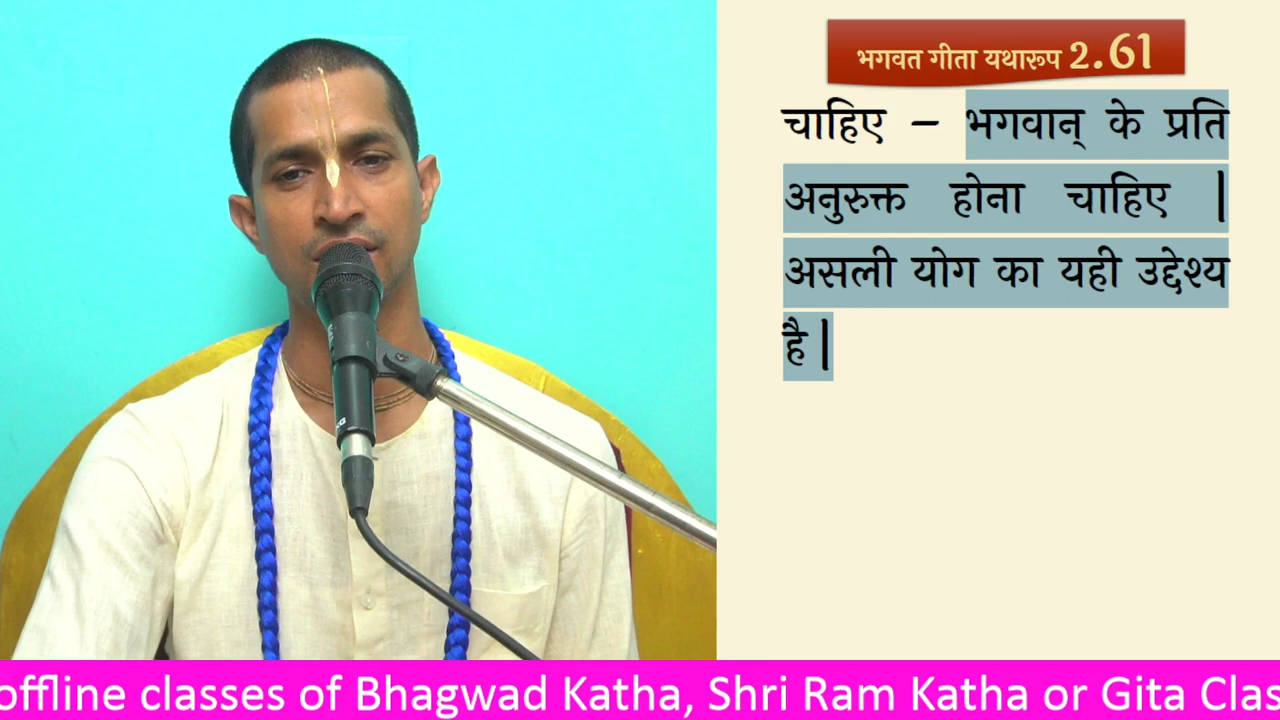 भगवत गीता यथारूप 2.61
चाहिए – भगवान् के प्रति
अनुरुक्त होना चाहिए |
असली योग का यही उद्देश्य
है|
offline classes of Bhagwad Katha, Shri Ram Katha or Gita Clas